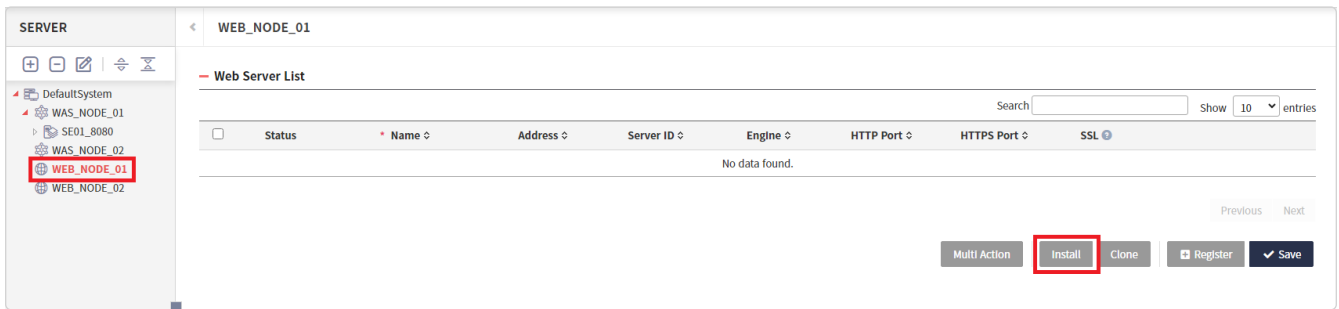 SERVER
WEB_NODE_01
DefaultSystem
WAS_NODE_01
SE01_8080
WAS_NODE_02
WEB_NODE_01
WEB_NODE_02
Web Server List
Search Show 10 entries
Status * Name Address Server ID Engine HTTP Port HTTPS Port SSL
No data found.
Previous Next
Multi Action Install Clone Register Save